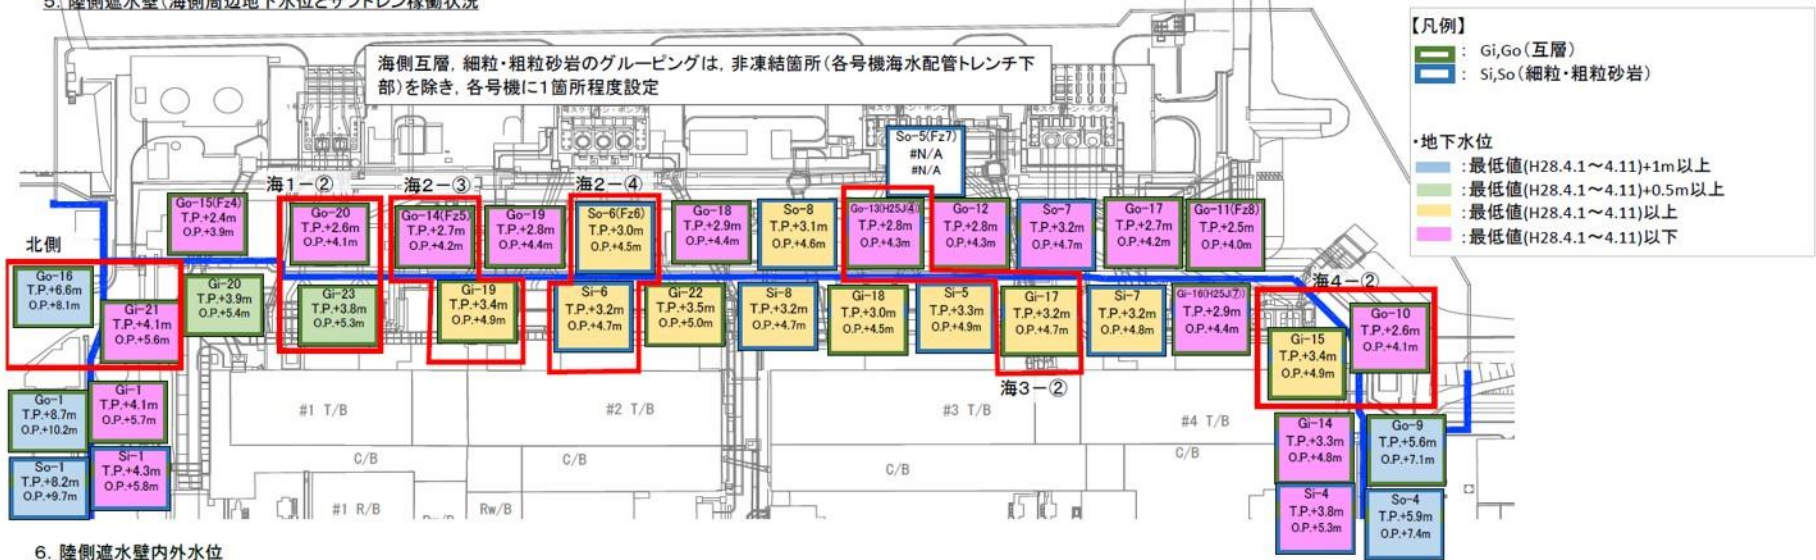 5. 陸側遮水壁(海側周辺地下水位とサブドレン稼働状況
海側互層, 細粒・粗粒砂岩のグルーピングは, 非凍結箇所(各号機海水配管トレンチ下
部)を除き, 各号機に1箇所程度設定
【凡例】
: Gi,Go(互層)
: Si,So(細粒・粗粒砂岩)
・地下水位
:最低値(H28.4.1~4.11)+1m以上
:最低値(H28.4.1~4.11)+0.5m以上
:最低値(H28.4.1~4.11)以上
:最低値(H28.4.1~4.11)以下
So-5(Fz7)
#N/A
#N/A
海1-②
海2-③
海2-④
Go-15(Fz4)
T.P.+2.4m
O.P.+3.9m
Go-20
T.P.+2.6m
O.P.+4.1m
Go-14(Fz5)
T.P.+2.7m
O.P.+4.2m
Go-19
T.P.+2.8m
O.P.+4.4m
So-6(Fz6)
T.P.+3.0m
O.P.+4.5m
Go-18
T.P.+2.9m
O.P.+4.4m
So-8
T.P.+3.1m
O.P.+4.6m
Go-13(H25J④)
T.P.+2.8m
O.P.+4.3m
Go-12
T.P.+2.8m
O.P.+4.3m
So-7
T.P.+3.2m
O.P.+4.7m
Go-17
T.P.+2.7m
O.P.+4.2m
Go-11(Fz8)
T.P.+2.5m
O.P.+4.0m
北側
Go-16
T.P.+6.6m
O.P.+8.1m
Gi-21
T.P.+4.1m
O.P.+5.6m
Gi-20
T.P.+3.9m
O.P.+5.4m
Gi-23
T.P.+3.8m
O.P.+5.3m
Gi-19
T.P.+3.4m
O.P.+4.9m
Si-6
T.P.+3.2m
O.P.+4.7m
Gi-22
T.P.+3.5m
O.P.+5.0m
Si-8
T.P.+3.2m
O.P.+4.7m
Gi-18
T.P.+3.0m
O.P.+4.5m
Si-5
T.P.+3.3m
O.P.+4.9m
Gi-17
T.P.+3.2m
O.P.+4.7m
Si-7
T.P.+3.2m
O.P.+4.8m
Gi-16(H25J⑦)
T.P.+2.9m
O.P.+4.4m
海4-②
Gi-15
T.P.+3.4m
O.P.+4.9m
Go-10
T.P.+2.6m
O.P.+4.1m
海3-②
Go-1
T.P.+8.7m
O.P.+10.2m
Gi-1
T.P.+4.1m
O.P.+5.7m
#1 T/B
#2 T/B
#3 T/B
#4 T/B
Gi-14
T.P.+3.3m
O.P.+4.8m
Go-9
T.P.+5.6m
O.P.+7.1m
So-1
T.P.+8.2m
O.P.+9.7m
Si-1
T.P.+4.3m
O.P.+5.8m
C/B
C/B
C/B
C/B
Si-4
T.P.+3.8m
O.P.+5.3m
So-4
T.P.+5.9m
O.P.+7.4m
#1 R/B
Rw/B
6. 陸側遮水壁内外水位